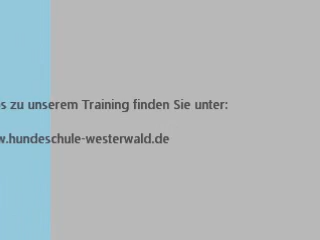 s zu unserem Training finden Sie unter:
w.hundeschule-westerwald.de